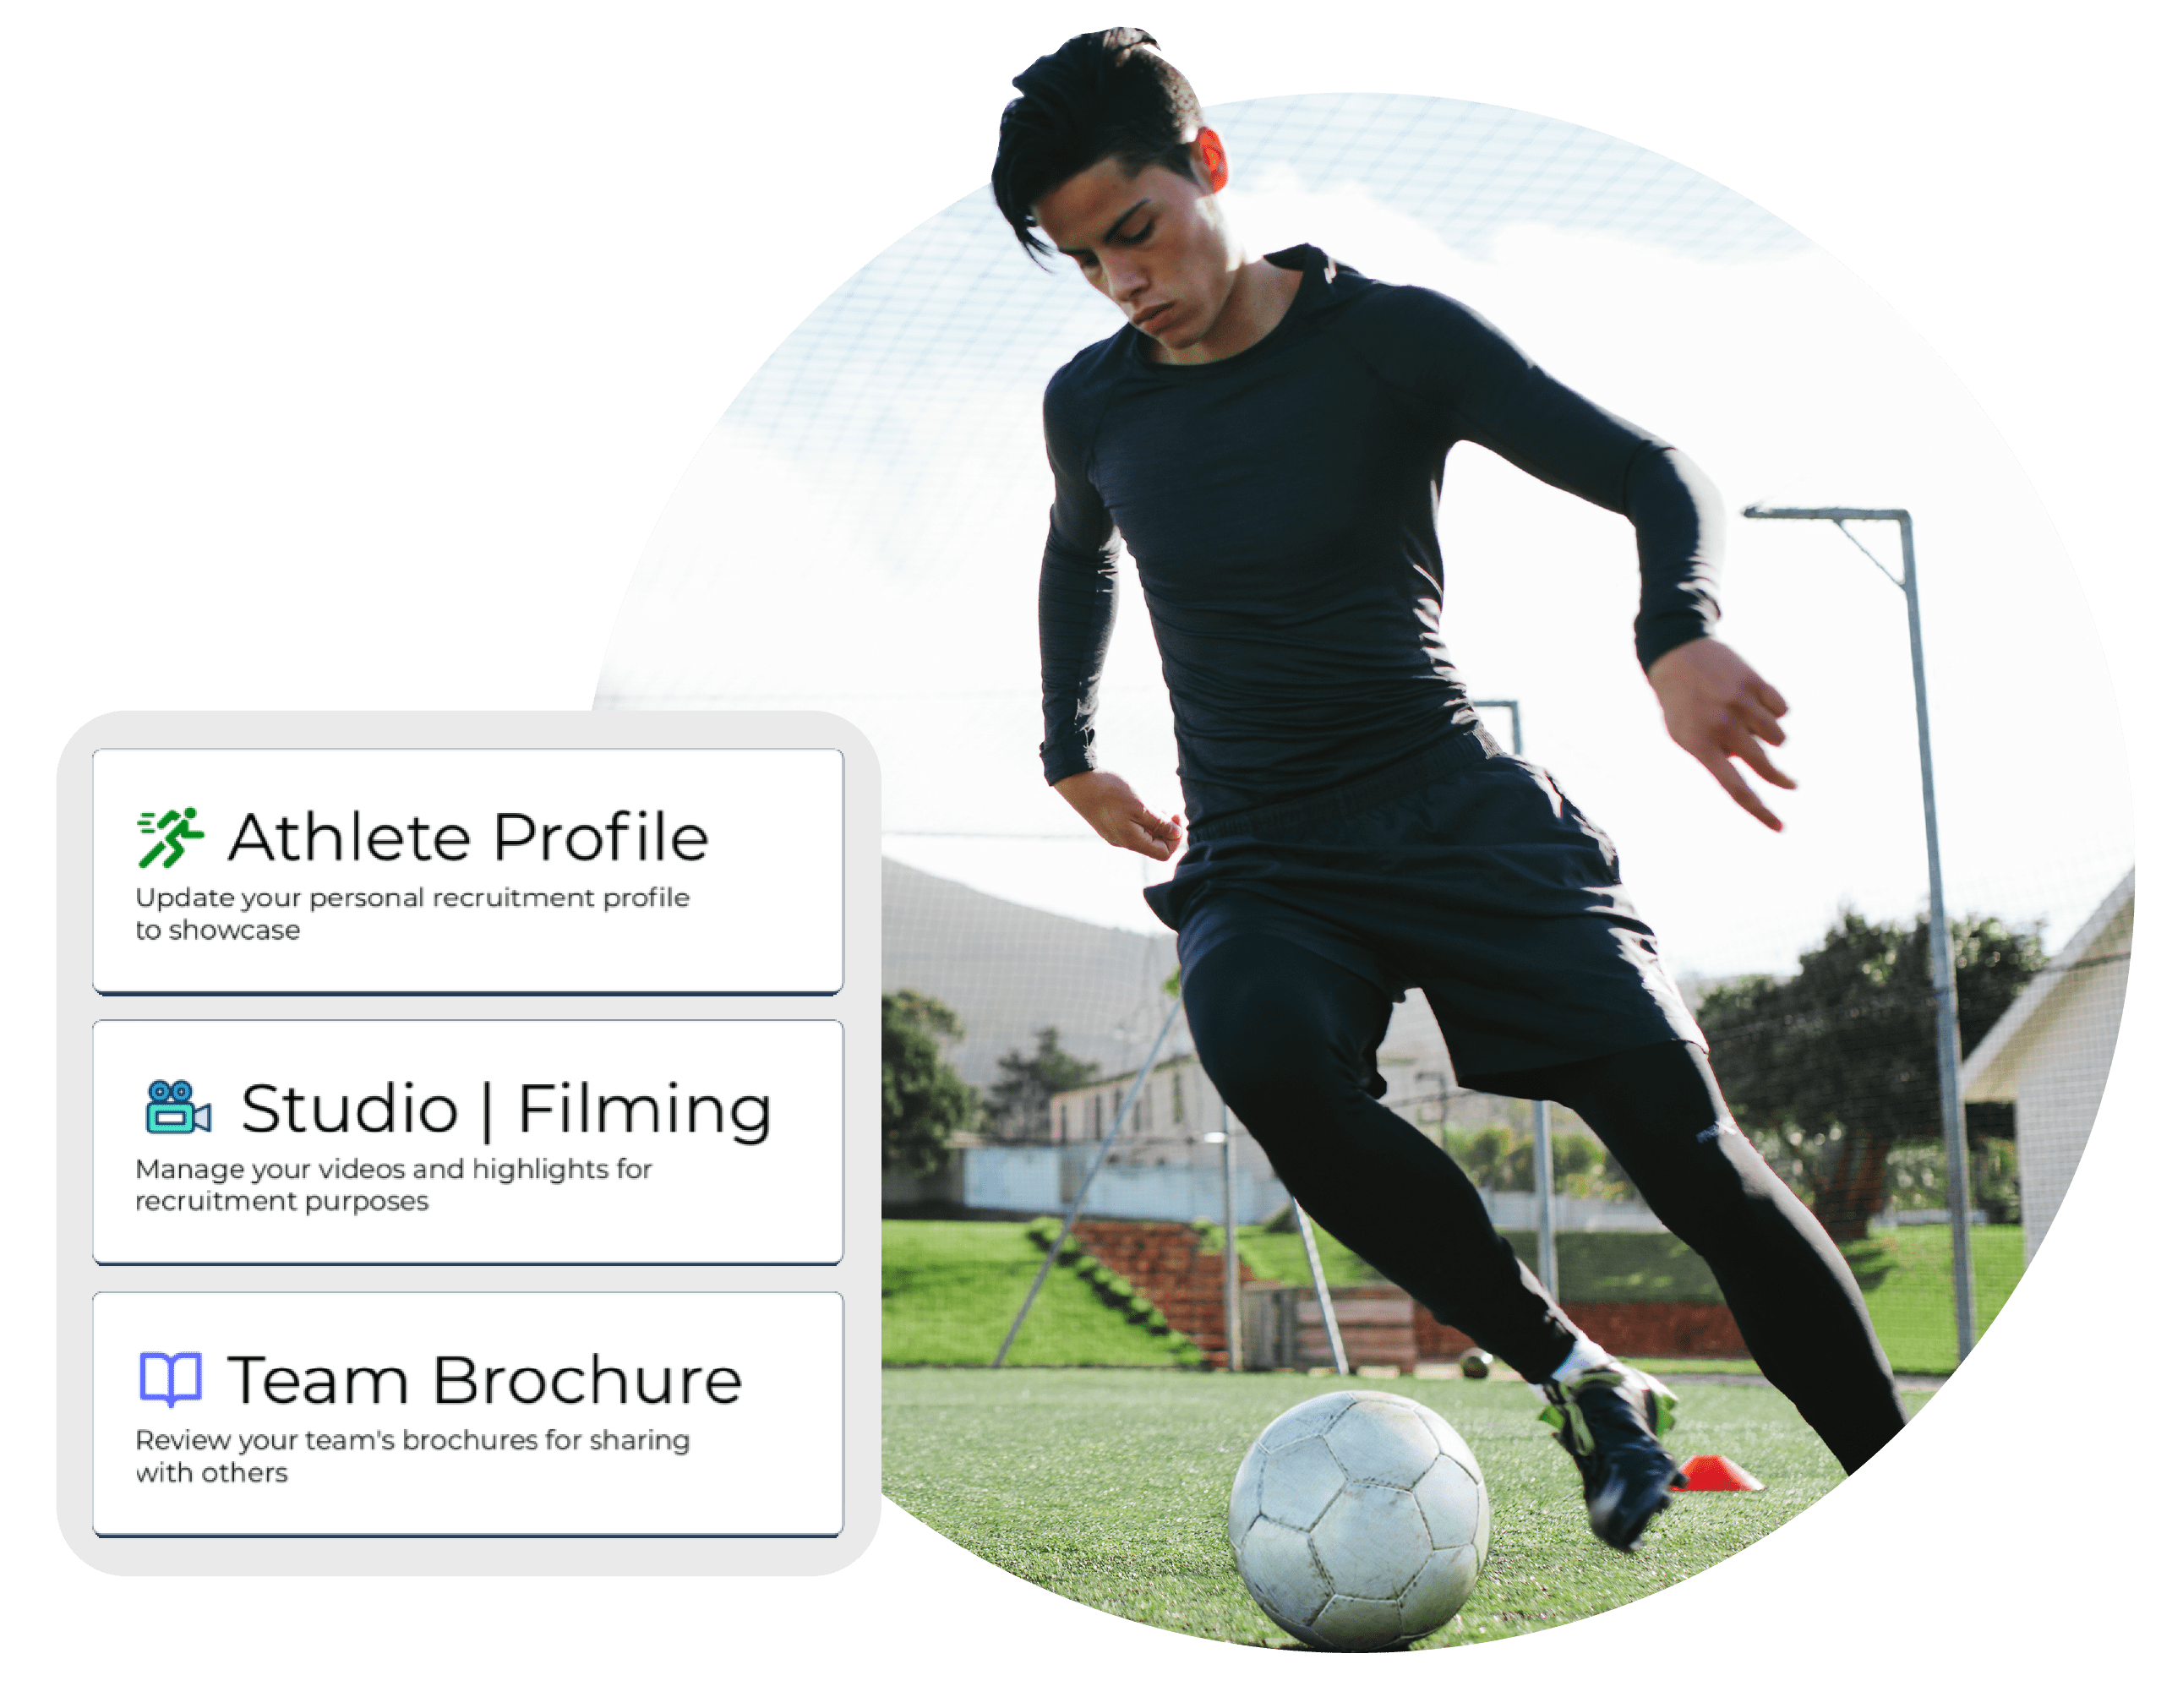 Athlete Profile
Update your personal recruitment profile
to showcase
Studio | Filming
Manage your videos and highlights for
recruitment purposes
Team Brochure
Review your team's brochures for sharing
with others